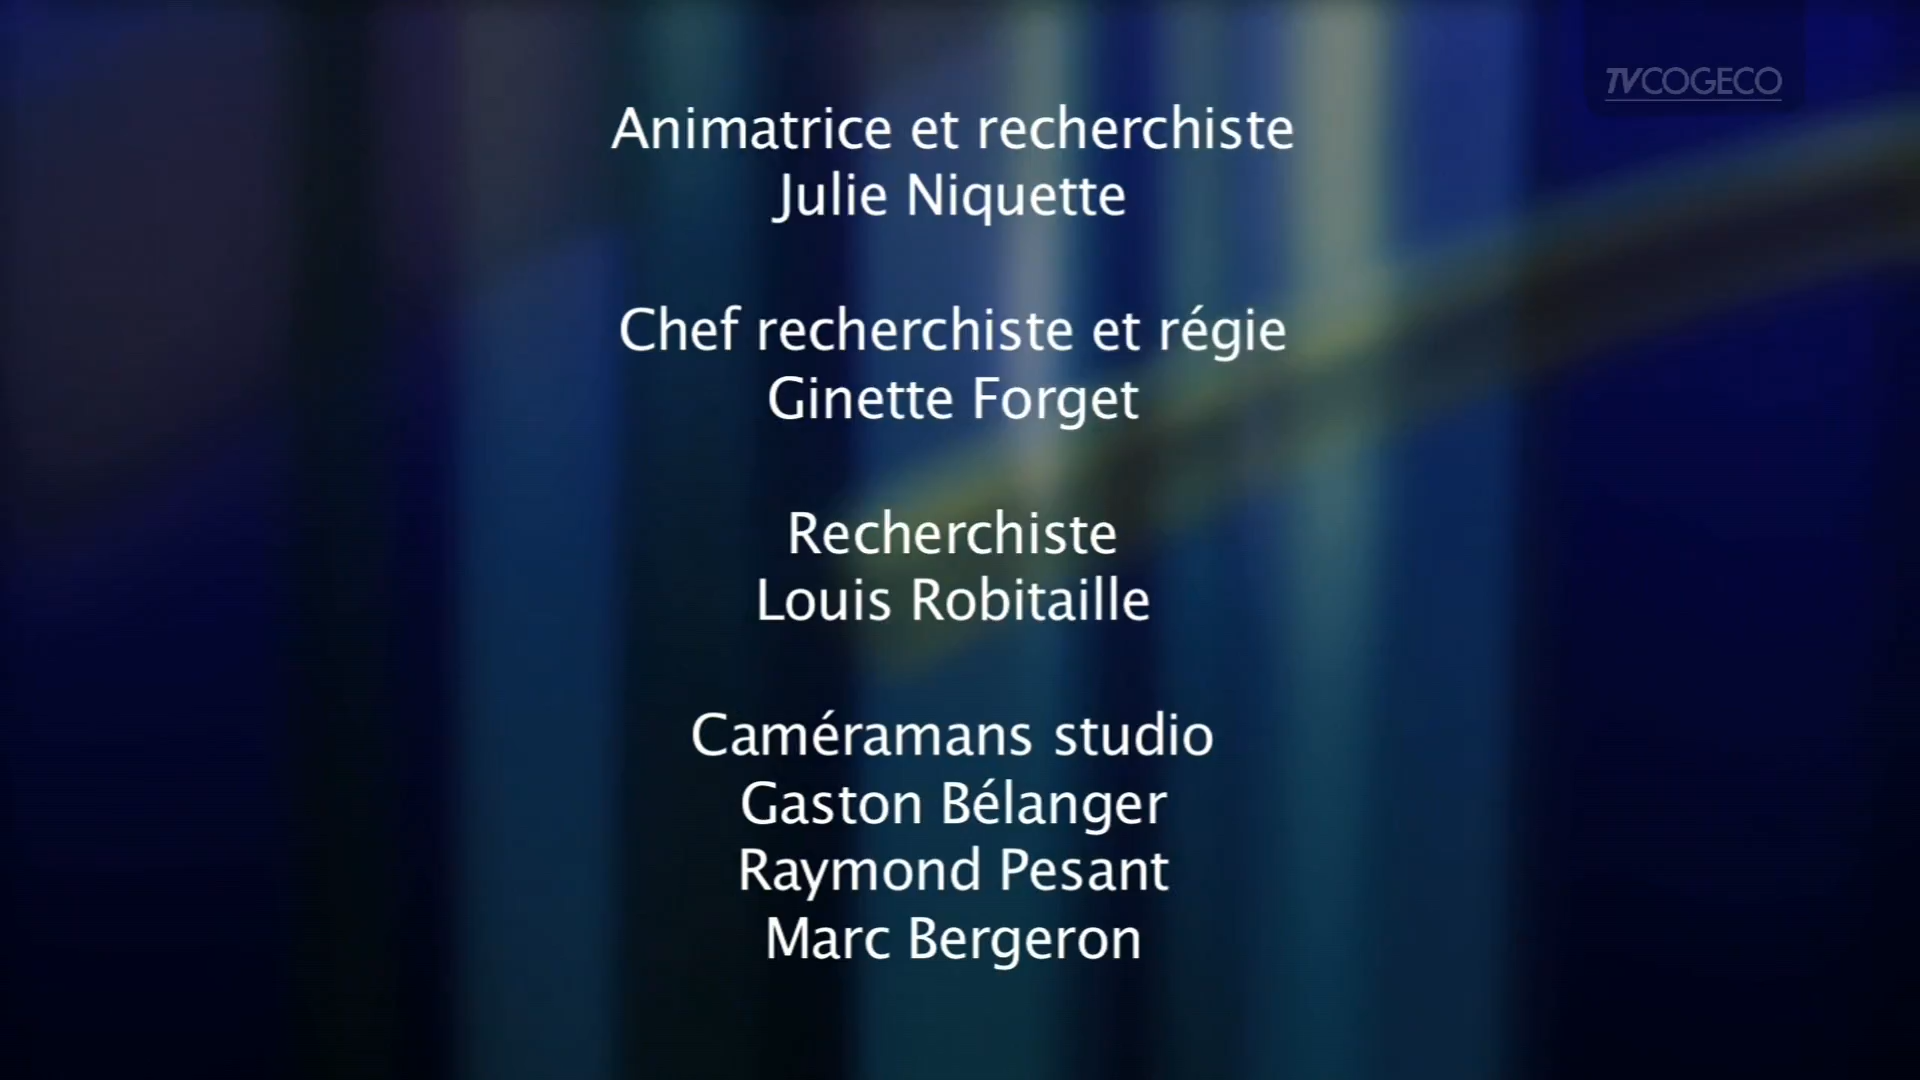 TVCOGECO
Animatrice et recherchiste
Julie Niquette
Chef recherchiste et régie
Ginette Forget
Recherchiste
Louis Robitaille
Caméramans studio
Gaston Bélanger
Raymond Pesant
Marc Bergeron